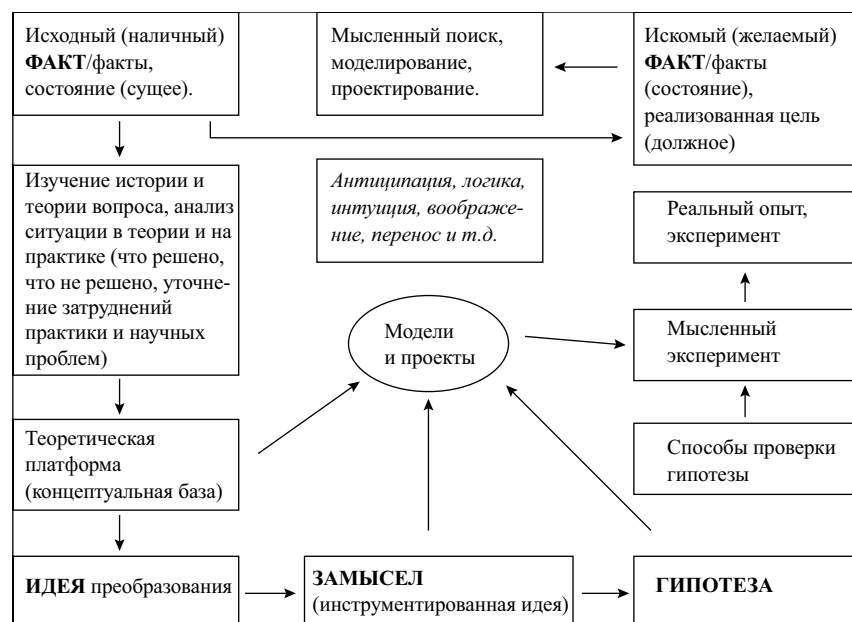 Исходный (наличный)
ФАКТ/факты,
состояние (сущее).
Мысленный поиск,
моделирование,
проектирование.
Искомый (желаемый)
ФАКТ/факты
(состояние),
реализованная цель
(должное)
Изучение истории и
теории вопроса, анализ
ситуации в теории и на
практике (что решено,
что не решено, уточне-
ние затруднений
практики и научных
проблем)
Антиципация, логика,
интуиция, воображе-
ние, перенос и т.д.
Реальный опыт,
эксперимент
Модели
и проекты
Мысленный
эксперимент
Теоретическая
платформа
(концептуальная база)
Способы проверки
гипотезы
ИДЕЯ преобразования
ЗАМЫСЕЛ
(инструментированная идея)
ГИПОТЕЗА